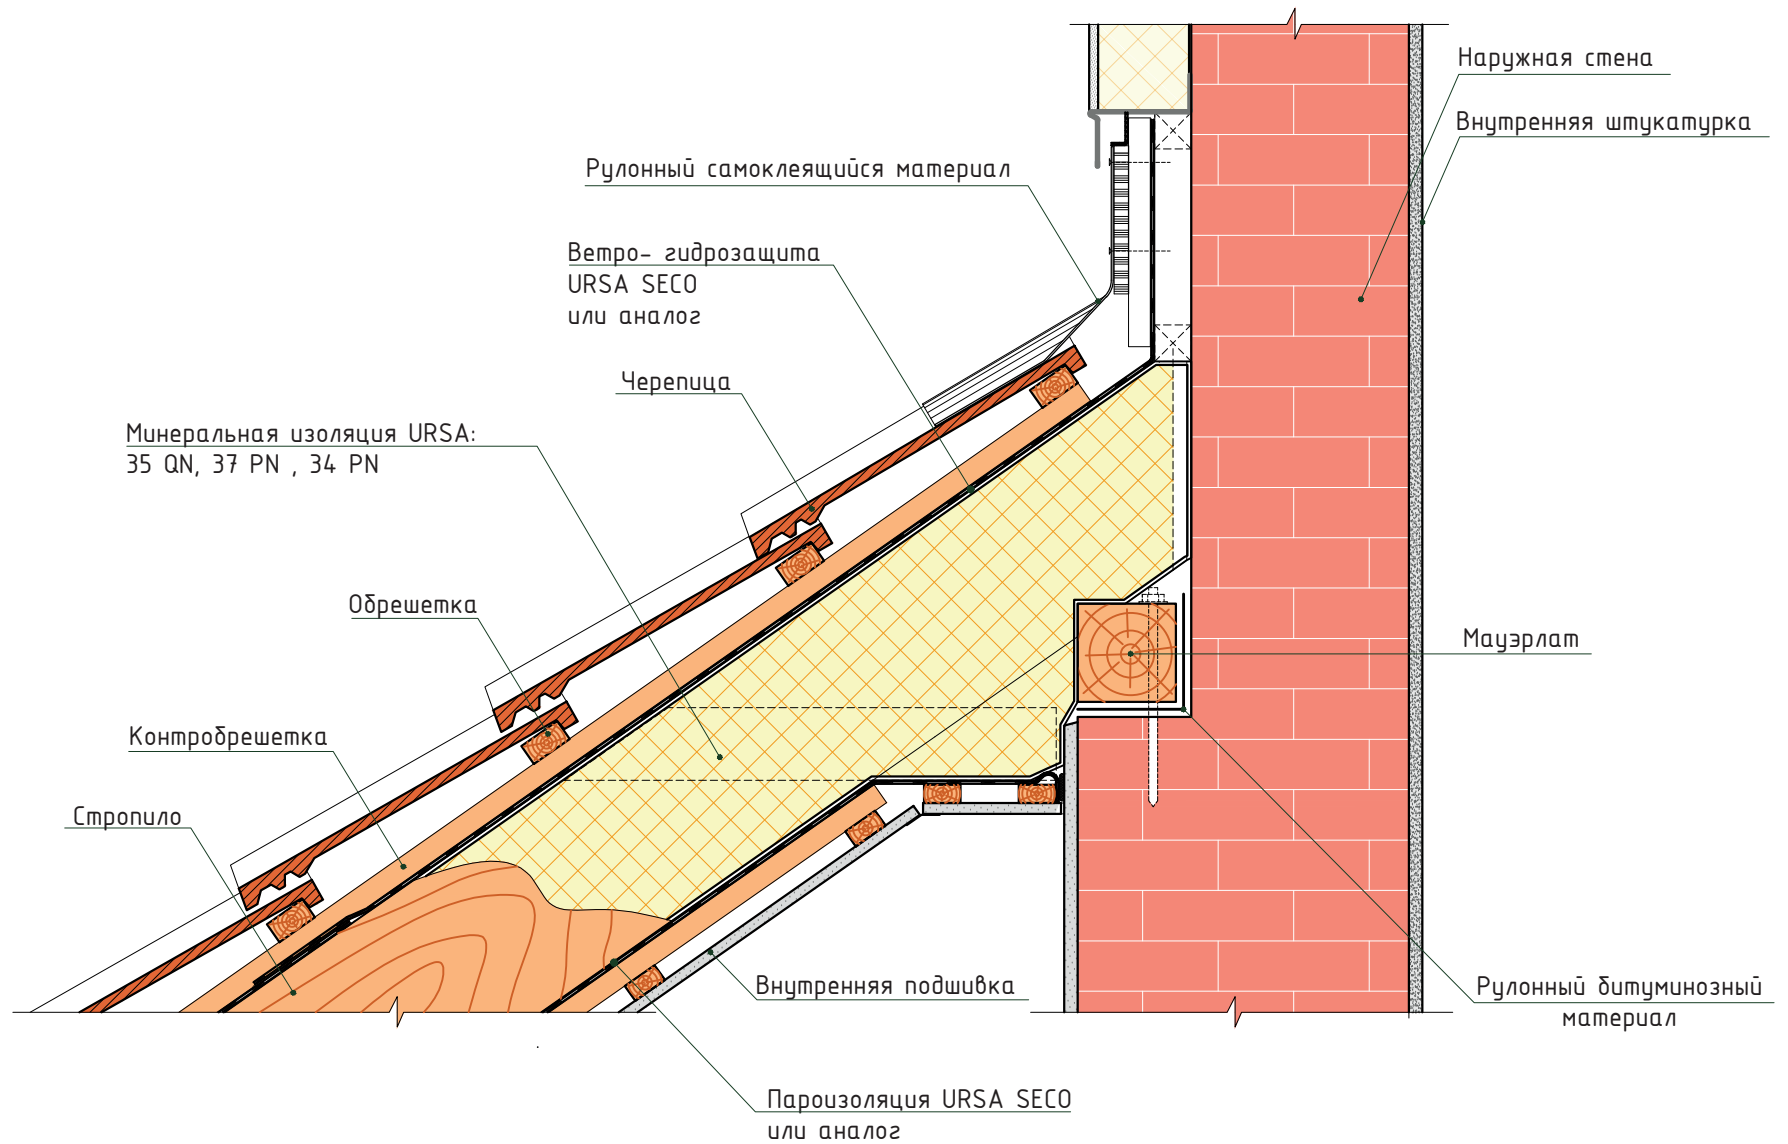 Наружная стена
Внутренняя штукатурка
Рулонный самоклеящийся материал
Ветро- гидрозащита
URSA SECO
или аналог
Черепица
Минеральная изоляция URSA:
35 QN, 37 PN , 34 PN
Обрешетка
Мауэрлат
Контробрешетка
Стропило
Внутренняя подшивка
Рулонный битуминозный
материал
Пароизоляция URSA SECO
или аналог